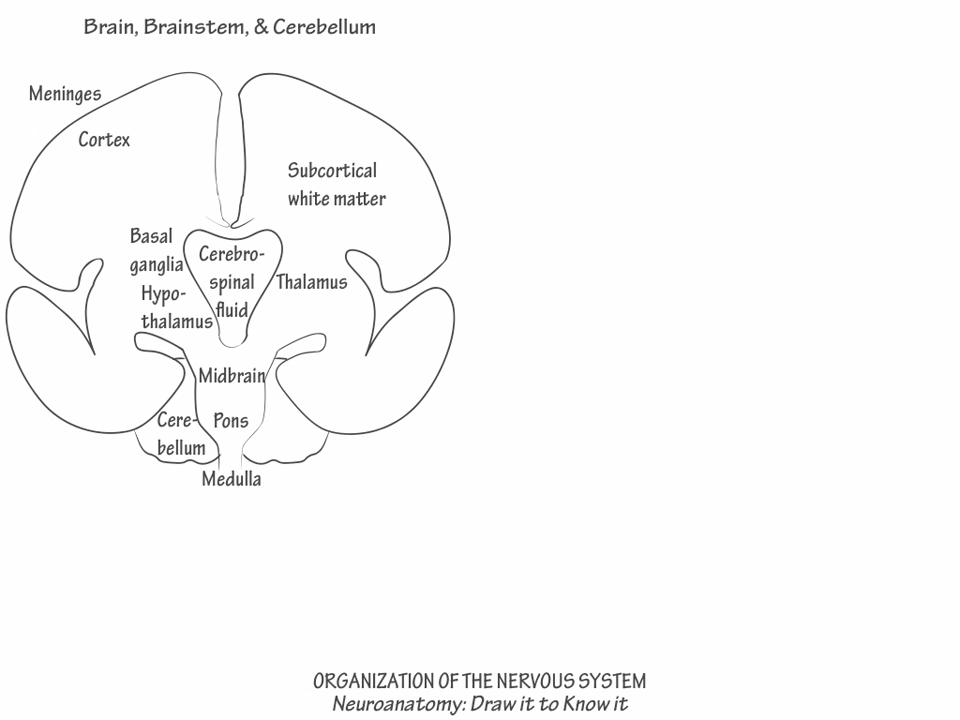 Brain, Brainstem, & Cerebellum
Meninges
Cortex
Subcortical
white matter
Basal
ganglia
Cerebro-
spinal
fluid
Thalamus
Hypo-
thalamus
Midbrain
Cere-
bellum
Pons
Medulla
ORGANIZATION OF THE NERVOUS SYSTEM
Neuroanatomy: Draw it to Know it